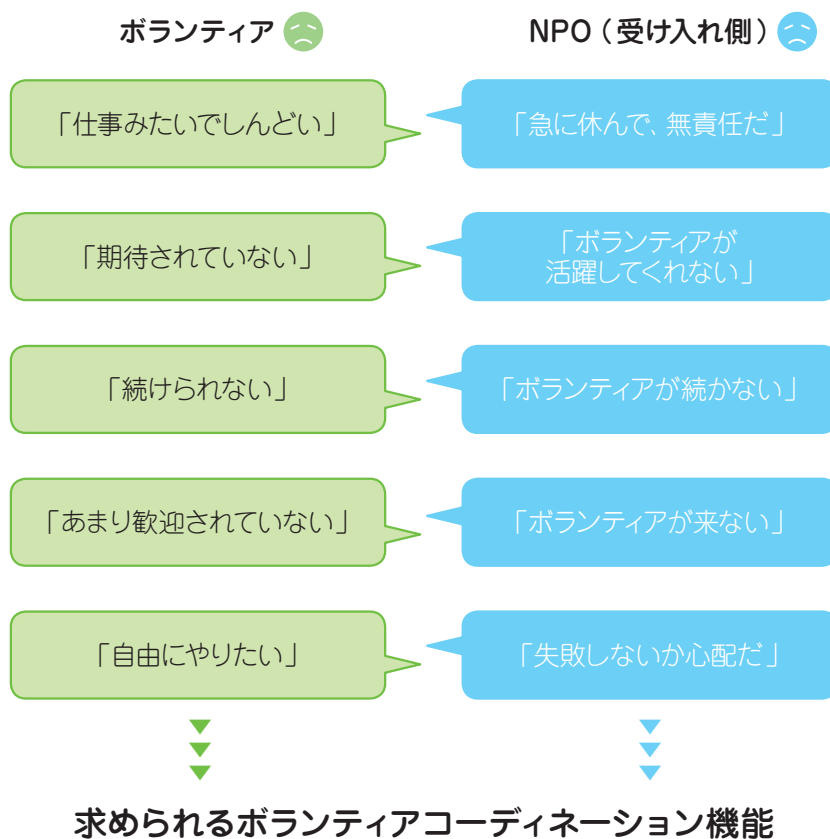 ボランティア
NPO（受け入れ側）
「仕事みたいでしんどい」
「急に休んで、無責任だ」
「期待されていない」
「ボランティアが
活躍してくれない」
「続けられない」
「ボランティアが続かない」
「あまり歓迎されていない」
「ボランティアが来ない」
「自由にやりたい」
「失敗しないか心配だ」
求められるボランティアコーディネーション機能